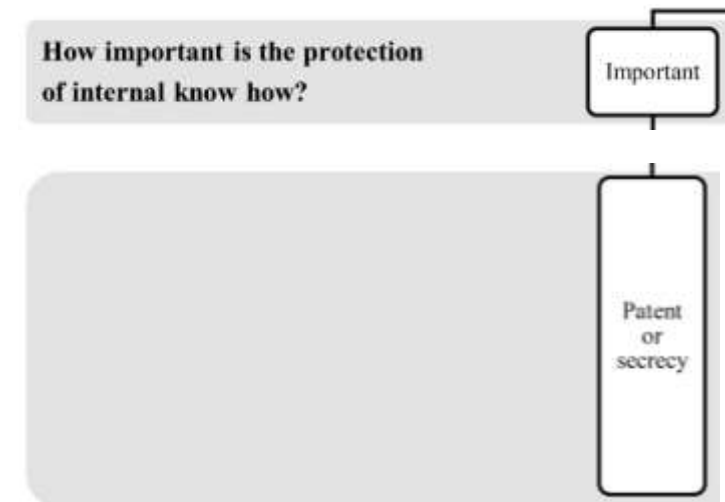 How important is the protection
of internal know how?
Important
Patent
or
secrecy